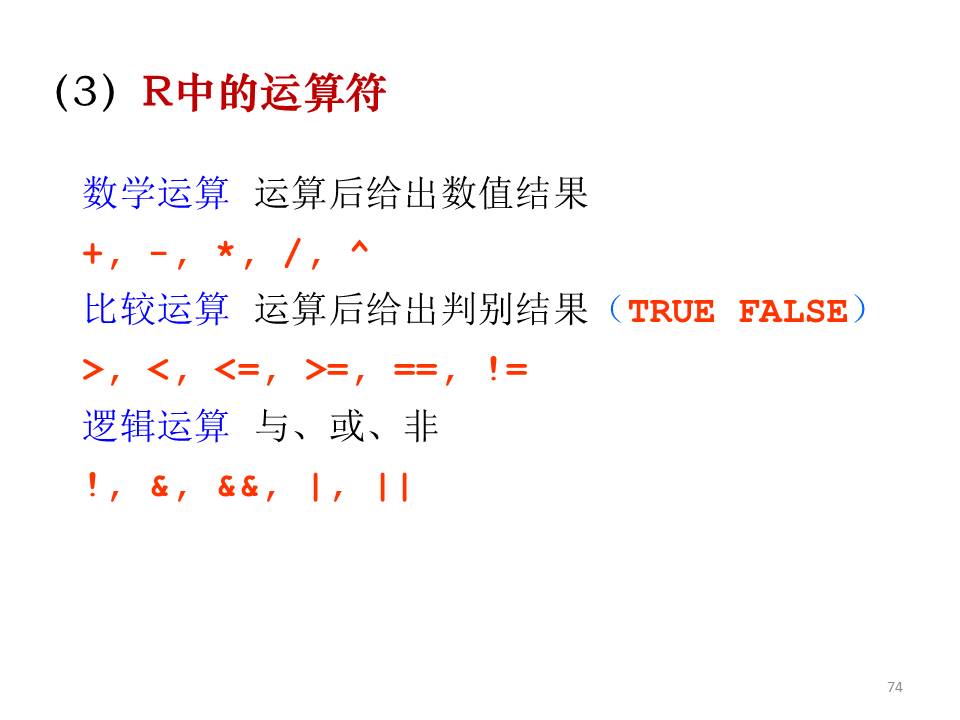 （3）R中的运算符
数学运算 运算后给出数值结果
+, -, *, /, ^
比较运算 运算后给出判别结果（TRUE FALSE）
>, <, <=, >=, ==, !=
逻辑运算 与、或、非
!, &, &&, |, ||
74